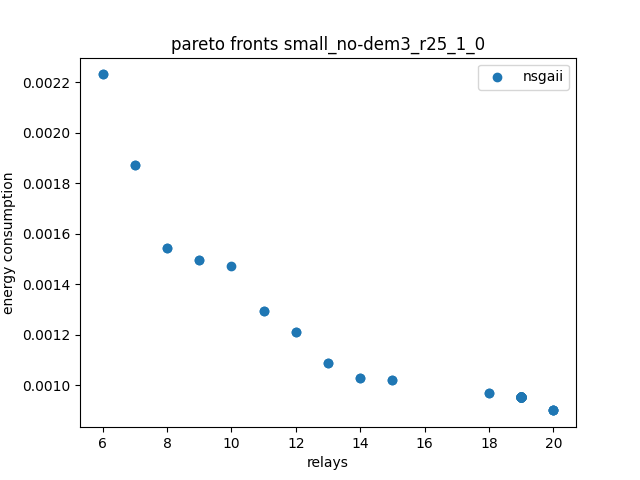 pareto fronts small_no-dem3_r25_1_0
nsgaii
0.0022
0.0020
0.0018
0.0016
0.0014
0.0012
0.0010
energy consumption
6 8 10 12 14 16 18 20
relays